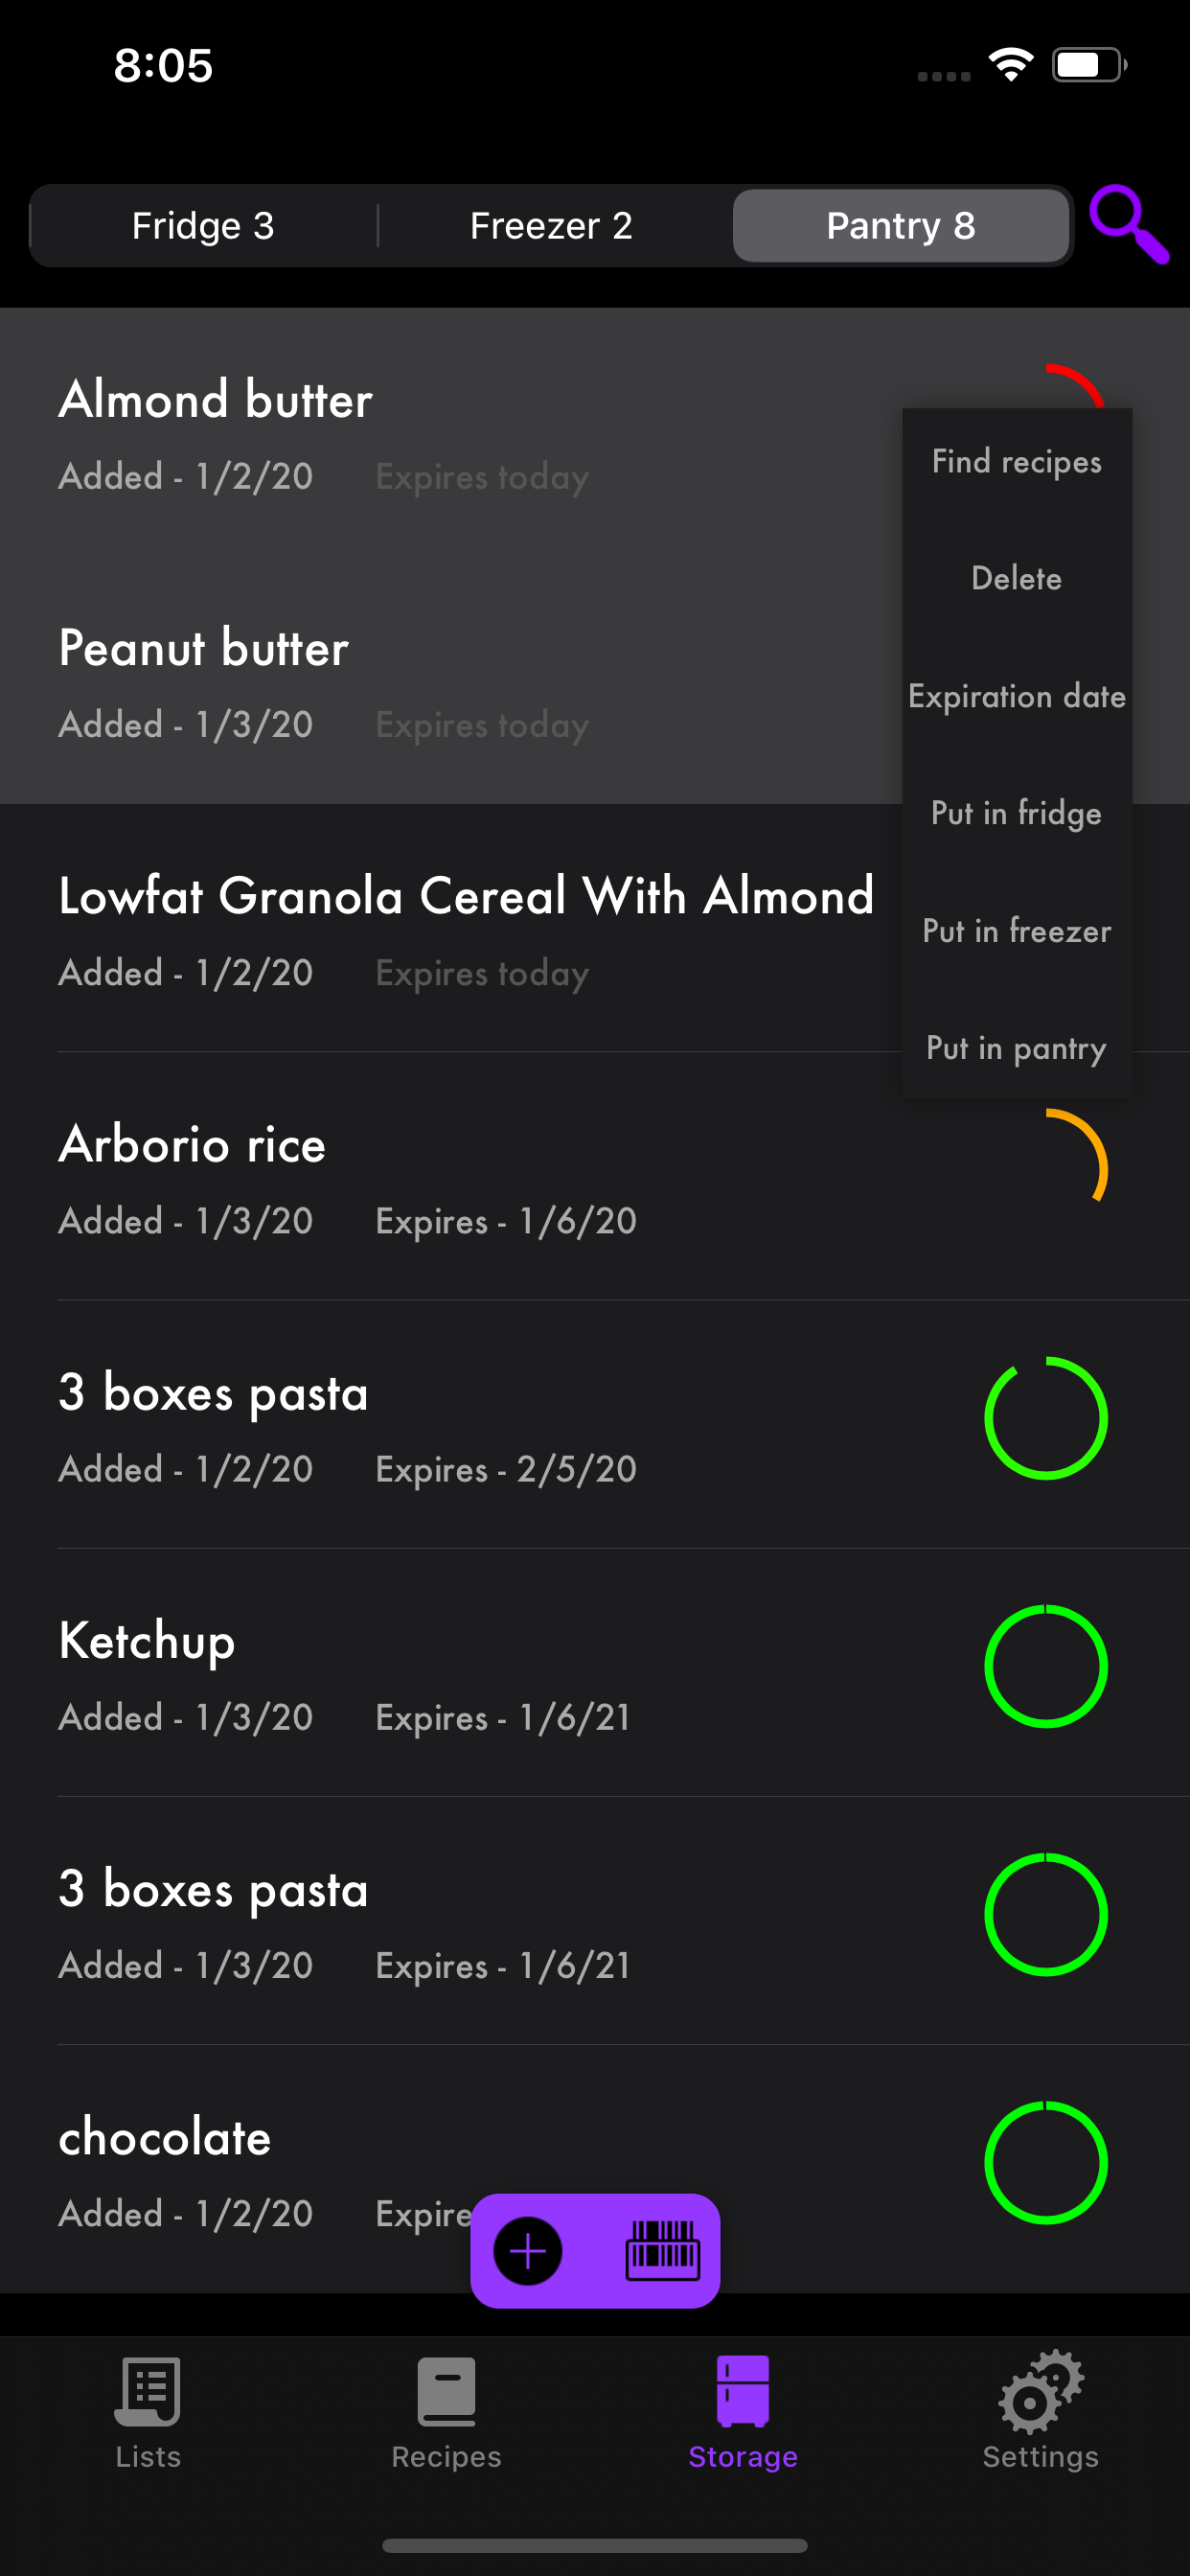 8:05
Fridge 3
Freezer 2
Pantry 8
Almond butter
Added - 1/2/20 Expires today
Find recipes
Delete
Peanut butter
Added - 1/3/20 Expires today
Expiration date
Put in fridge
Lowfat Granola Cereal With Almond
Added - 1/2/20 Expires today
Put in freezer
Put in pantry
Arborio rice
Added - 1/3/20 Expires - 1/6/20
3 boxes pasta
Added - 1/2/20 Expires - 2/5/20
Ketchup
Added - 1/3/20 Expires - 1/6/21
3 boxes pasta
Added - 1/3/20 Expires - 1/6/21
chocolate
Added - 1/2/20 Expire
Lists
Recipes
Storage
Settings